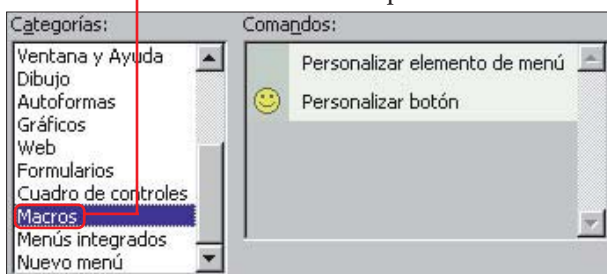 Categorías:
Ventana y Ayuda
Dibujo
Autoformas
Gráficos
Web
Formularios
Cuadro de controles
Macros
Menús integrados
Nuevo menú
Comandos:
Personalizar elemento de menú
Personalizar botón